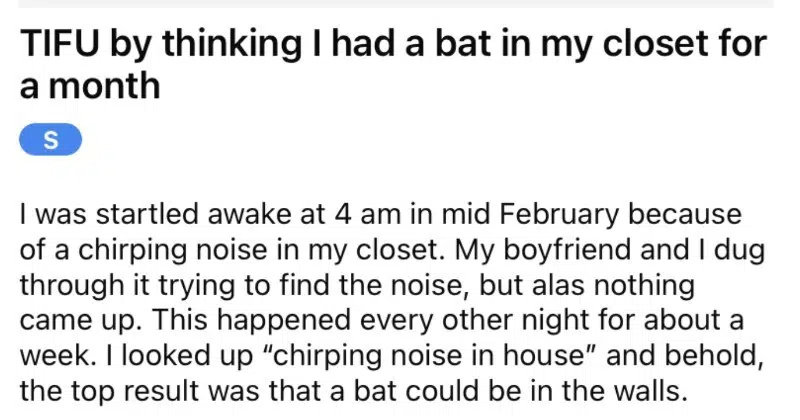 TIFU by thinking I had a bat in my closet for
a month
S
I was startled awake at 4 am in mid February because
of a chirping noise in my closet. My boyfriend and I dug
through it trying to find the noise, but alas nothing
came up. This happened every other night for about a
week. I looked up “chirping noise in house” and behold,
the top result was that a bat could be in the walls.